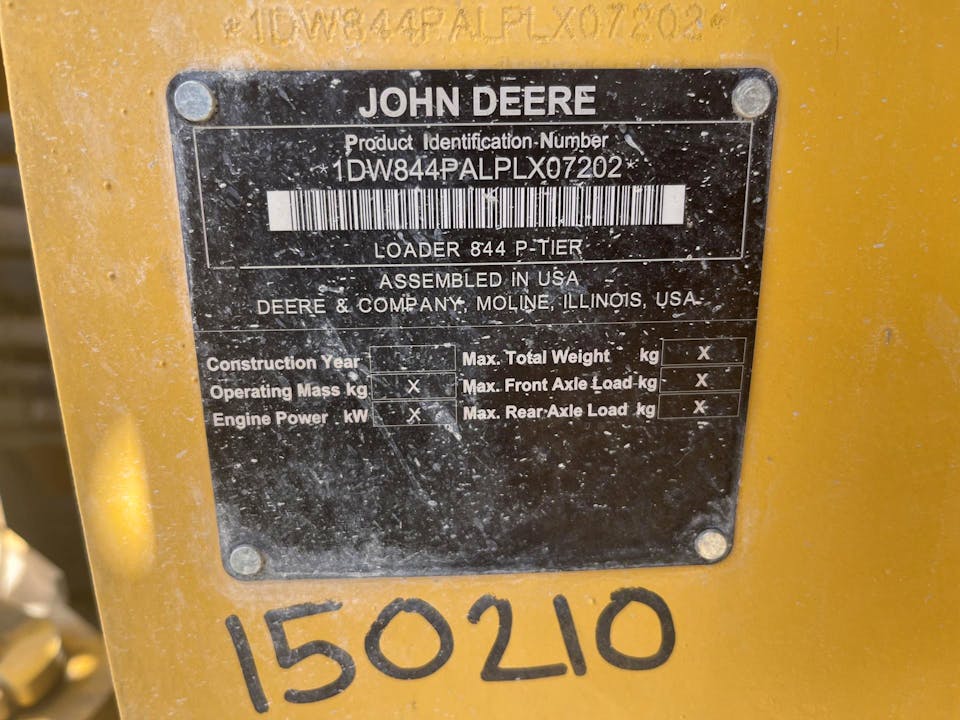 *1DW844PALPLX07202*
JOHN DEERE
Product Identification Number
*1DW844PALPLX07202*
LOADER 844 P-TIER
ASSEMBLED IN USA
DEERE & COMPANY, MOLINE, ILLINOIS, USA
Construction Year Max. Total Weight kg X
Operating Mass kg X Max. Front Axle Load kg X
Engine Power kW X Max. Rear Axle Load kg X
150210